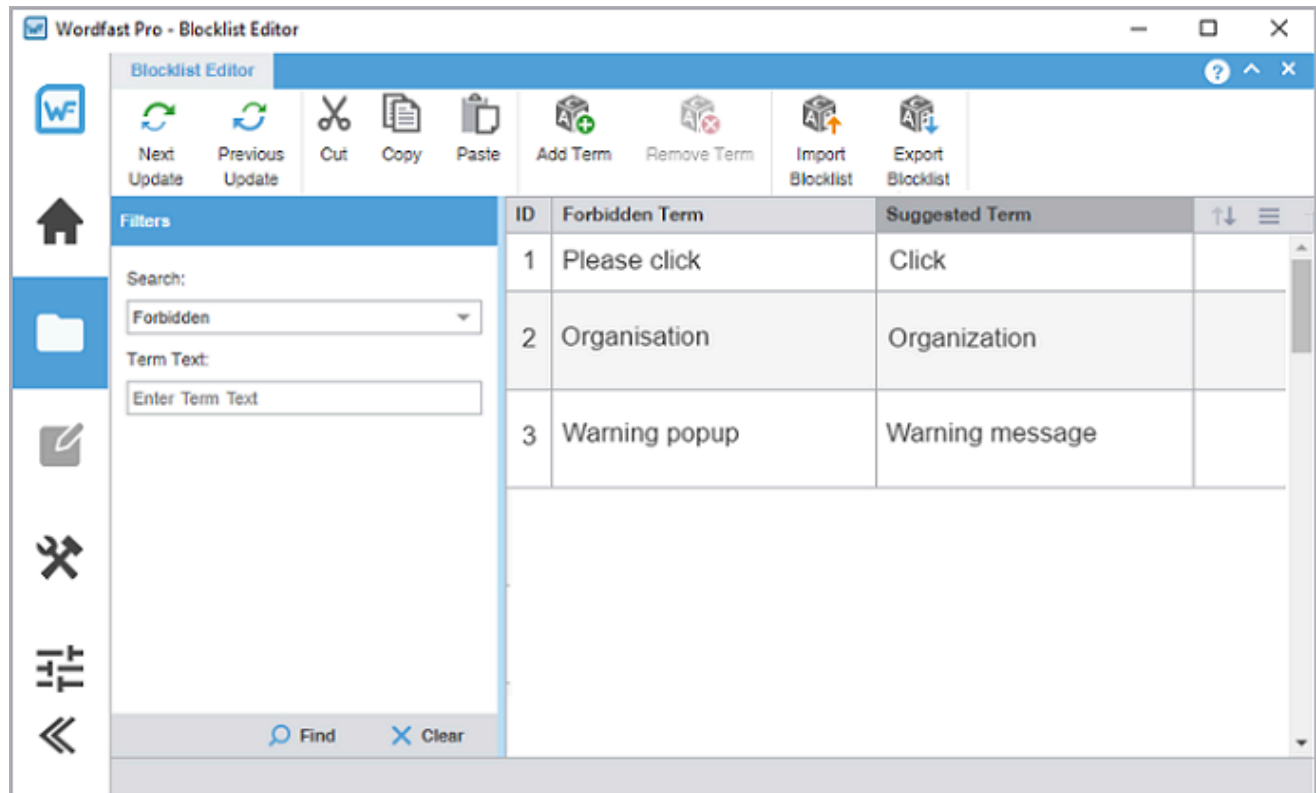 Wordfast Pro - Blocklist Editor
Blocklist Editor
WF
Next Update
Previous Update
Cut
Copy
Paste
Add Term
Remove Term
Import Blocklist
Export Blocklist
Filters
Search:
Forbidden
Term Text:
Enter Term Text
Find
Clear
ID Forbidden Term Suggested Term
1 Please click Click
2 Organisation Organization
3 Warning popup Warning message